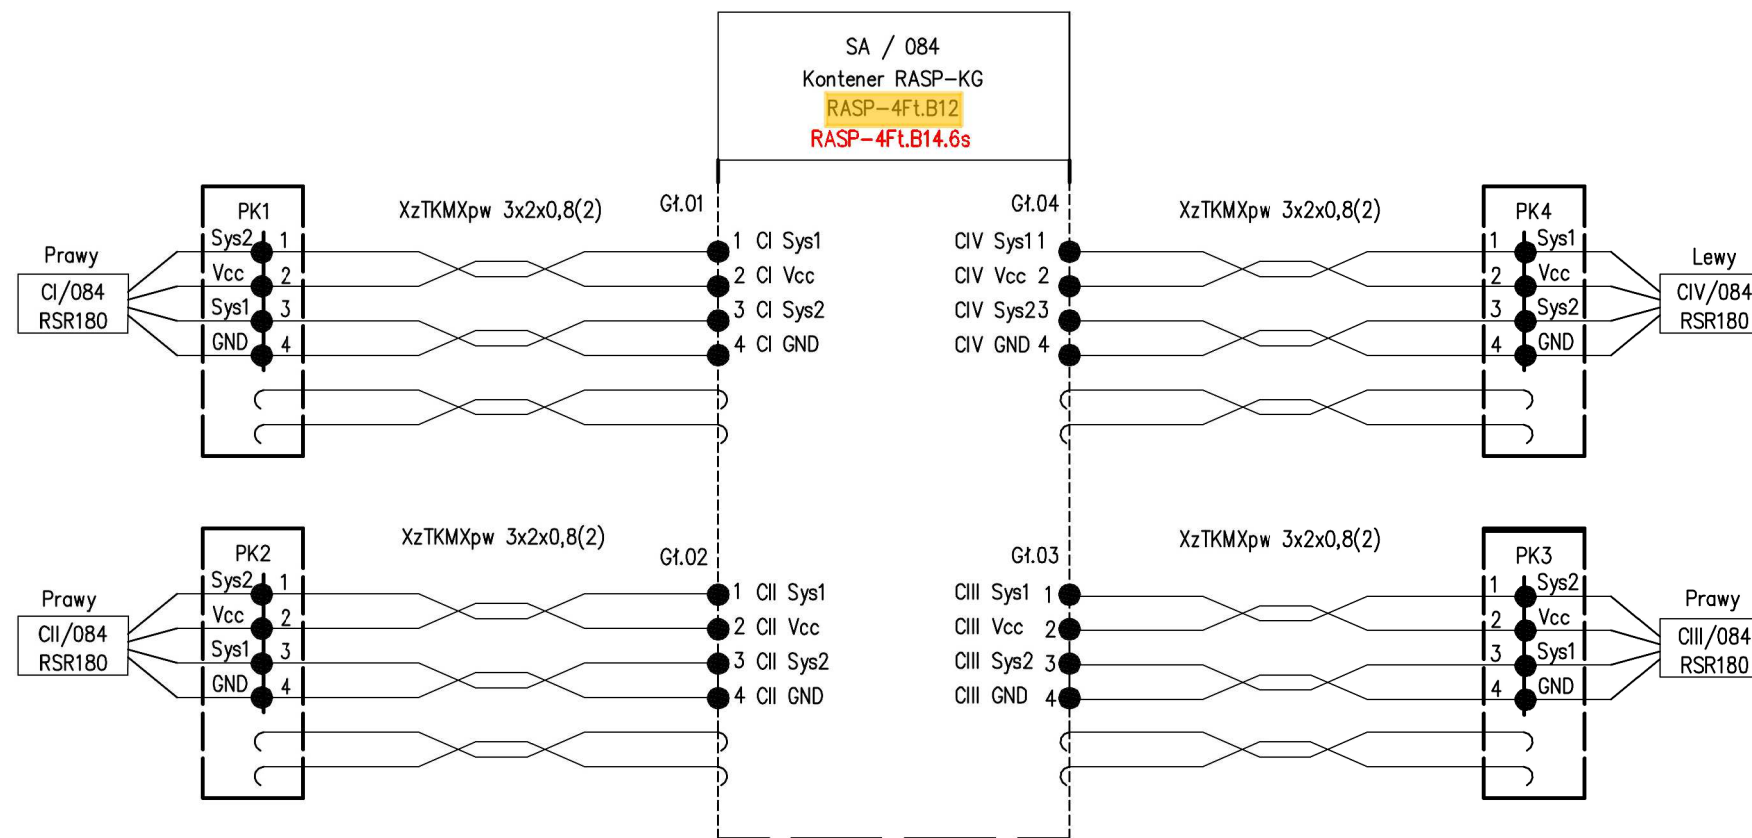 SA / 084
Kontener RASP-KG
RASP-4Ft.B12
RASP-4Ft.B14.6s
Prawy
CI/084
RSR180
PK1
Sys2 1
Vcc 2
Sys1 3
GND 4
XzTKMXpw 3x2x0,8(2)
Gł.01
1 CI Sys1
2 CI Vcc
3 CI Sys2
4 CI GND
Gł.04
CIV Sys1 1
CIV Vcc 2
CIV Sys2 3
CIV GND 4
XzTKMXpw 3x2x0,8(2)
PK4
1 Sys1
2 Vcc
3 Sys2
4 GND
Lewy
CIV/084
RSR180
Prawy
CII/084
RSR180
PK2
Sys2 1
Vcc 2
Sys1 3
GND 4
XzTKMXpw 3x2x0,8(2)
Gł.02
1 CII Sys1
2 CII Vcc
3 CII Sys2
4 CII GND
Gł.03
CIII Sys1 1
CIII Vcc 2
CIII Sys2 3
CIII GND 4
XzTKMXpw 3x2x0,8(2)
PK3
1 Sys2
2 Vcc
3 Sys1
4 GND
Prawy
CIII/084
RSR180